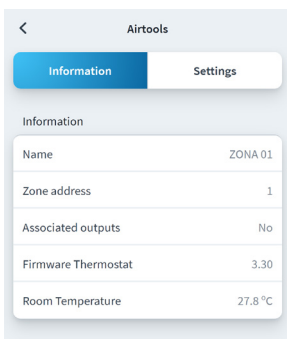 Airtools
Information Settings
Information
Name ZONA 01
Zone address 1
Associated outputs No
Firmware Thermostat 3.30
Room Temperature 27.8 °C